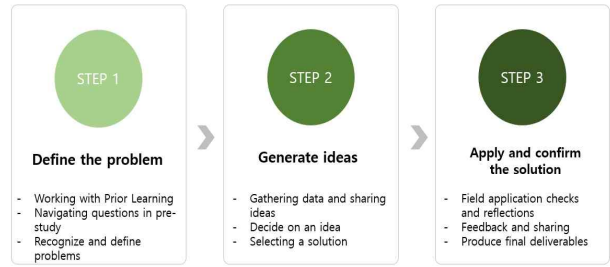 STEP 1
Define the problem
- Working with Prior Learning
- Navigating questions in pre-
study
- Recognize and define
problems
STEP 2
Generate ideas
- Gathering data and sharing
ideas
- Decide on an idea
- Selecting a solution
STEP 3
Apply and confirm
the solution
- Field application checks
and reflections
- Feedback and sharing
- Produce final deliverables